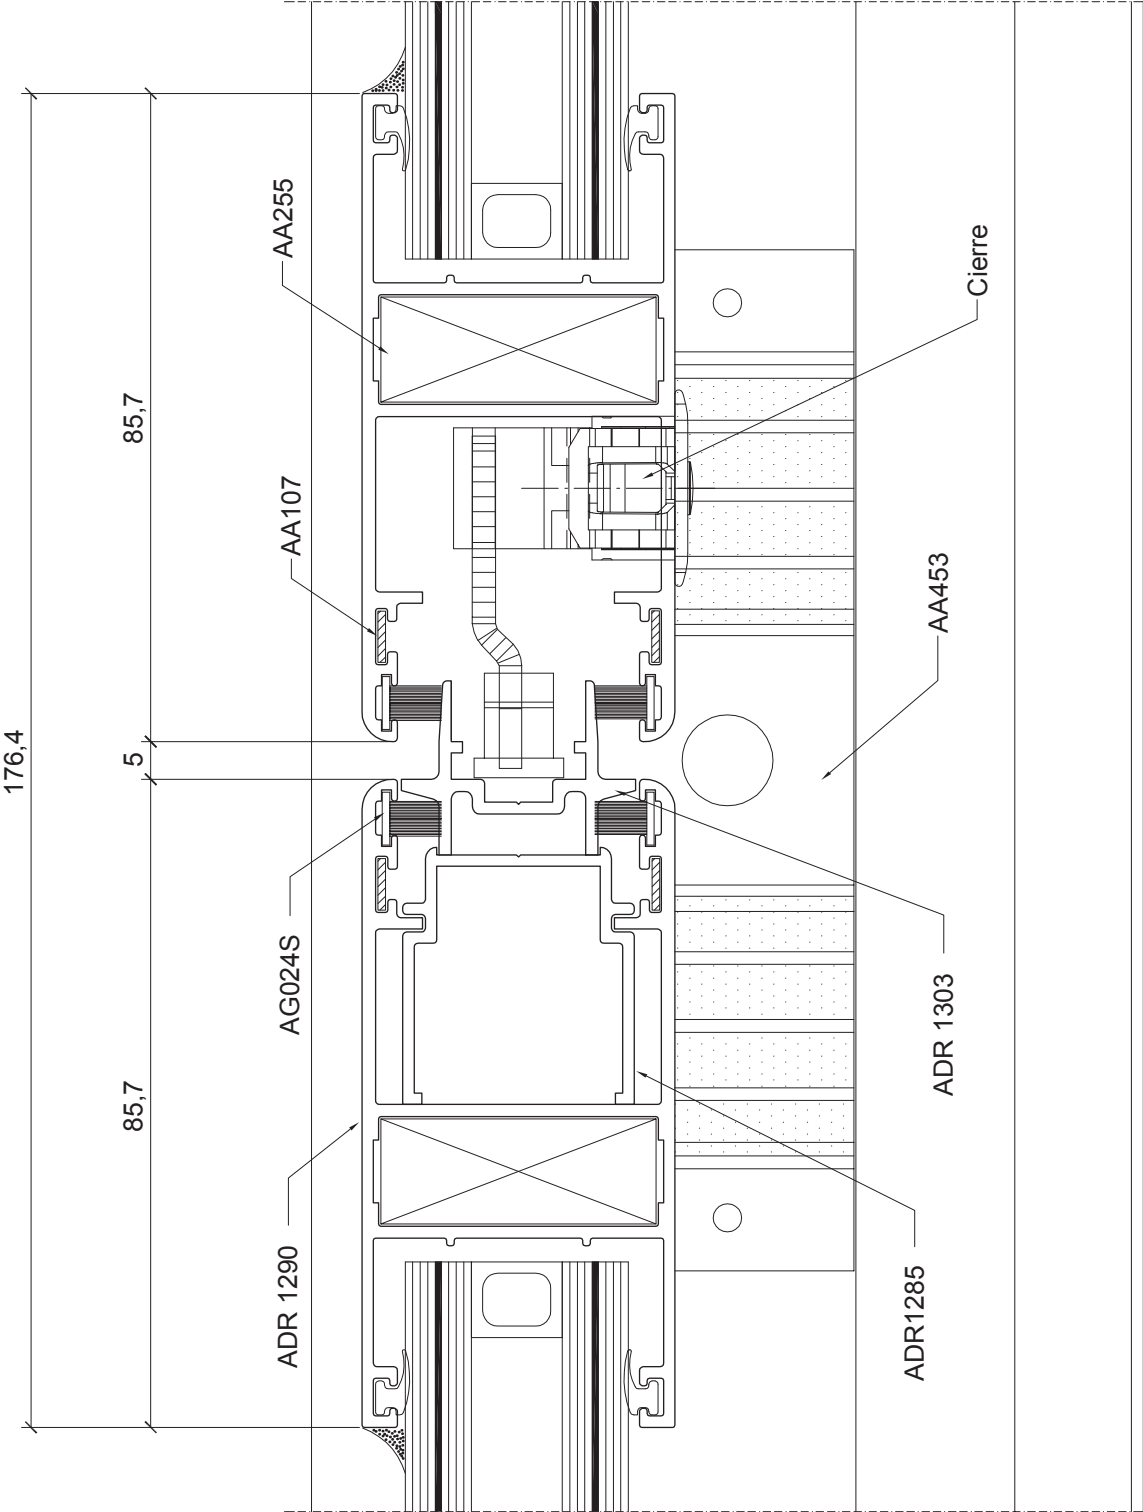 176,4
85,7
5
85,7
AA255
AA107
AG024S
ADR 1290
Cierre
AA453
ADR 1303
ADR1285